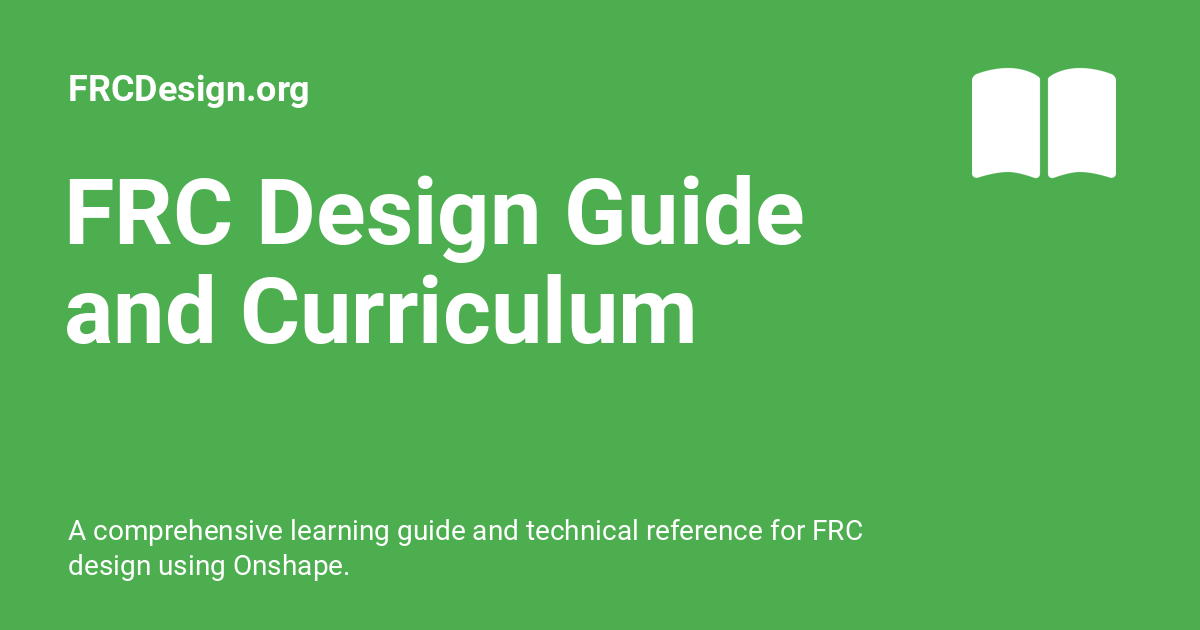 FRCDesign.org
FRC Design Guide
and Curriculum
A comprehensive learning guide and technical reference for FRC
design using Onshape.